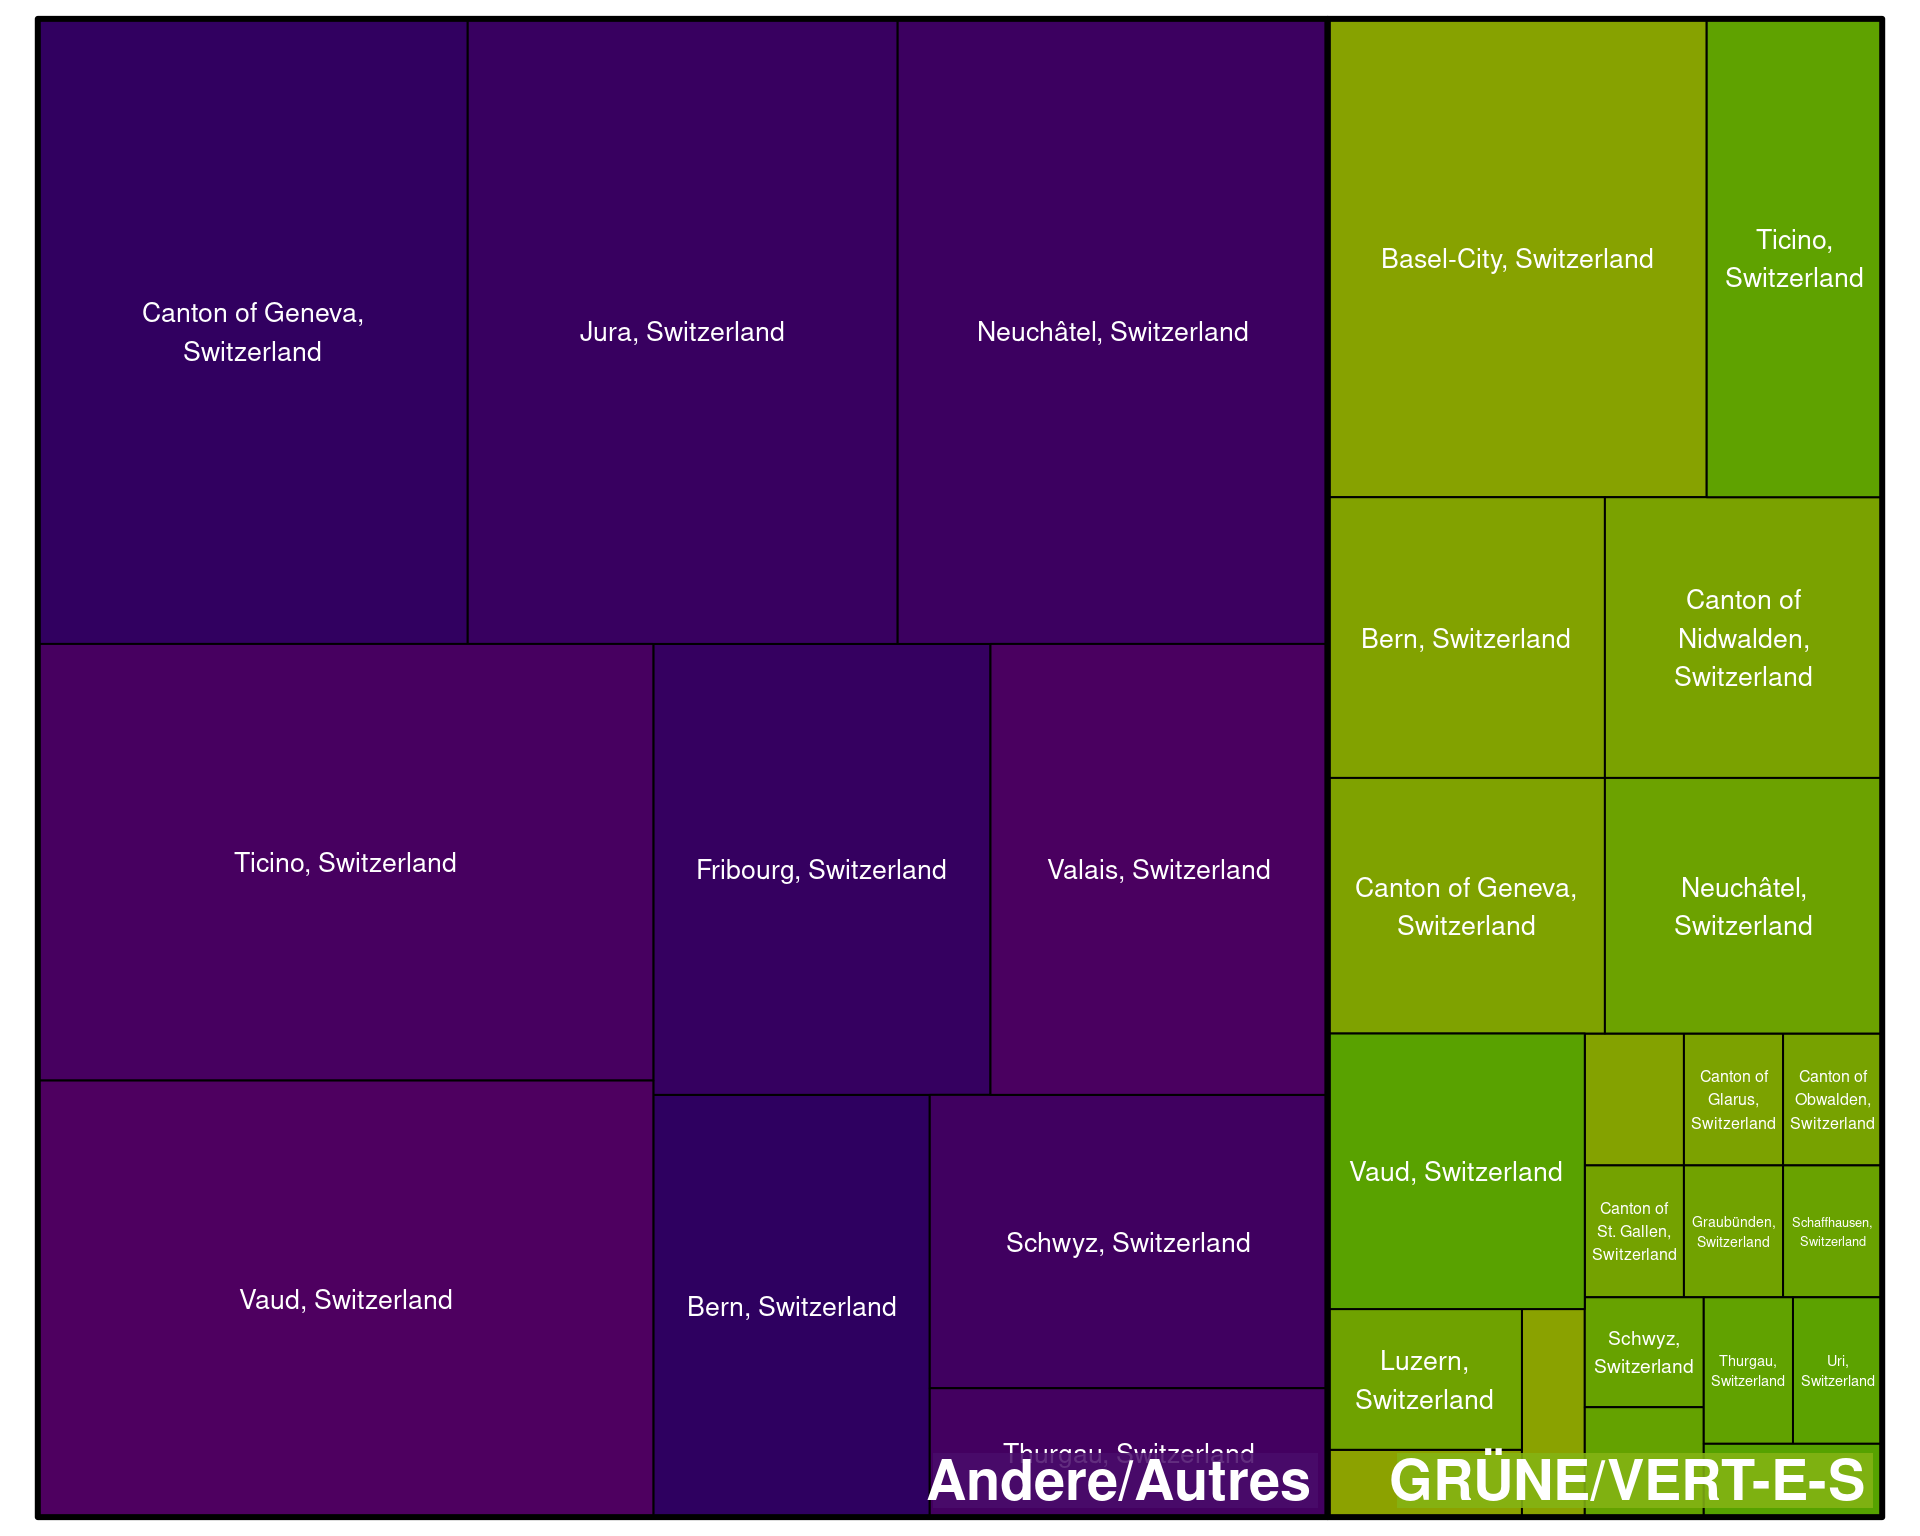 Canton of Geneva,
Switzerland
Jura, Switzerland
Neuchâtel, Switzerland
Ticino, Switzerland
Fribourg, Switzerland
Valais, Switzerland
Vaud, Switzerland
Bern, Switzerland
Schwyz, Switzerland
Thurgau, Switzerland
Andere/Autres
Basel-City, Switzerland
Ticino,
Switzerland
Bern, Switzerland
Canton of
Nidwalden,
Switzerland
Canton of Geneva,
Switzerland
Neuchâtel,
Switzerland
Vaud, Switzerland
Canton of
Glarus,
Switzerland
Canton of
Obwalden,
Switzerland
Canton of
St. Gallen,
Switzerland
Graubünden,
Switzerland
Schaffhausen,
Switzerland
Luzern,
Switzerland
Schwyz,
Switzerland
Thurgau,
Switzerland
Uri,
Switzerland
GRÜNE/VERT-E-S